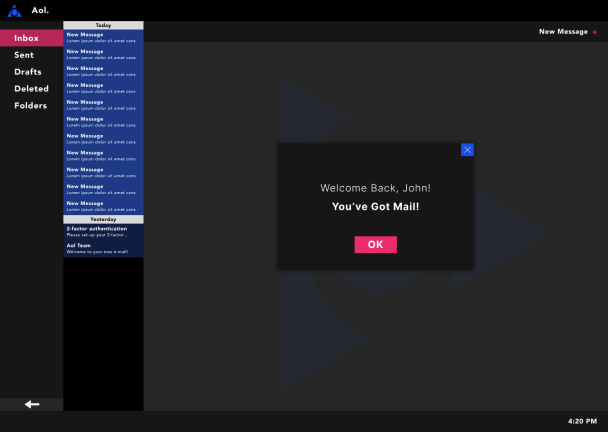 Aol.
Inbox
Sent
Drafts
Deleted
Folders
Today
New Message
Lorem ipsum dolor sit amet cons
New Message
Lorem ipsum dolor sit amet cons
New Message
Lorem ipsum dolor sit amet cons
New Message
Lorem ipsum dolor sit amet cons
New Message
Lorem ipsum dolor sit amet cons
New Message
Lorem ipsum dolor sit amet cons
New Message
Lorem ipsum dolor sit amet cons
New Message
Lorem ipsum dolor sit amet cons
New Message
Lorem ipsum dolor sit amet cons
New Message
Lorem ipsum dolor sit amet cons
New Message
Lorem ipsum dolor sit amet cons
Yesterday
2-factor authentication
Please set-up your 2-factor...
Aol Team
Welcome to your new e-mail!
New Message +
Welcome Back, John!
You've Got Mail!
OK
4:20 PM